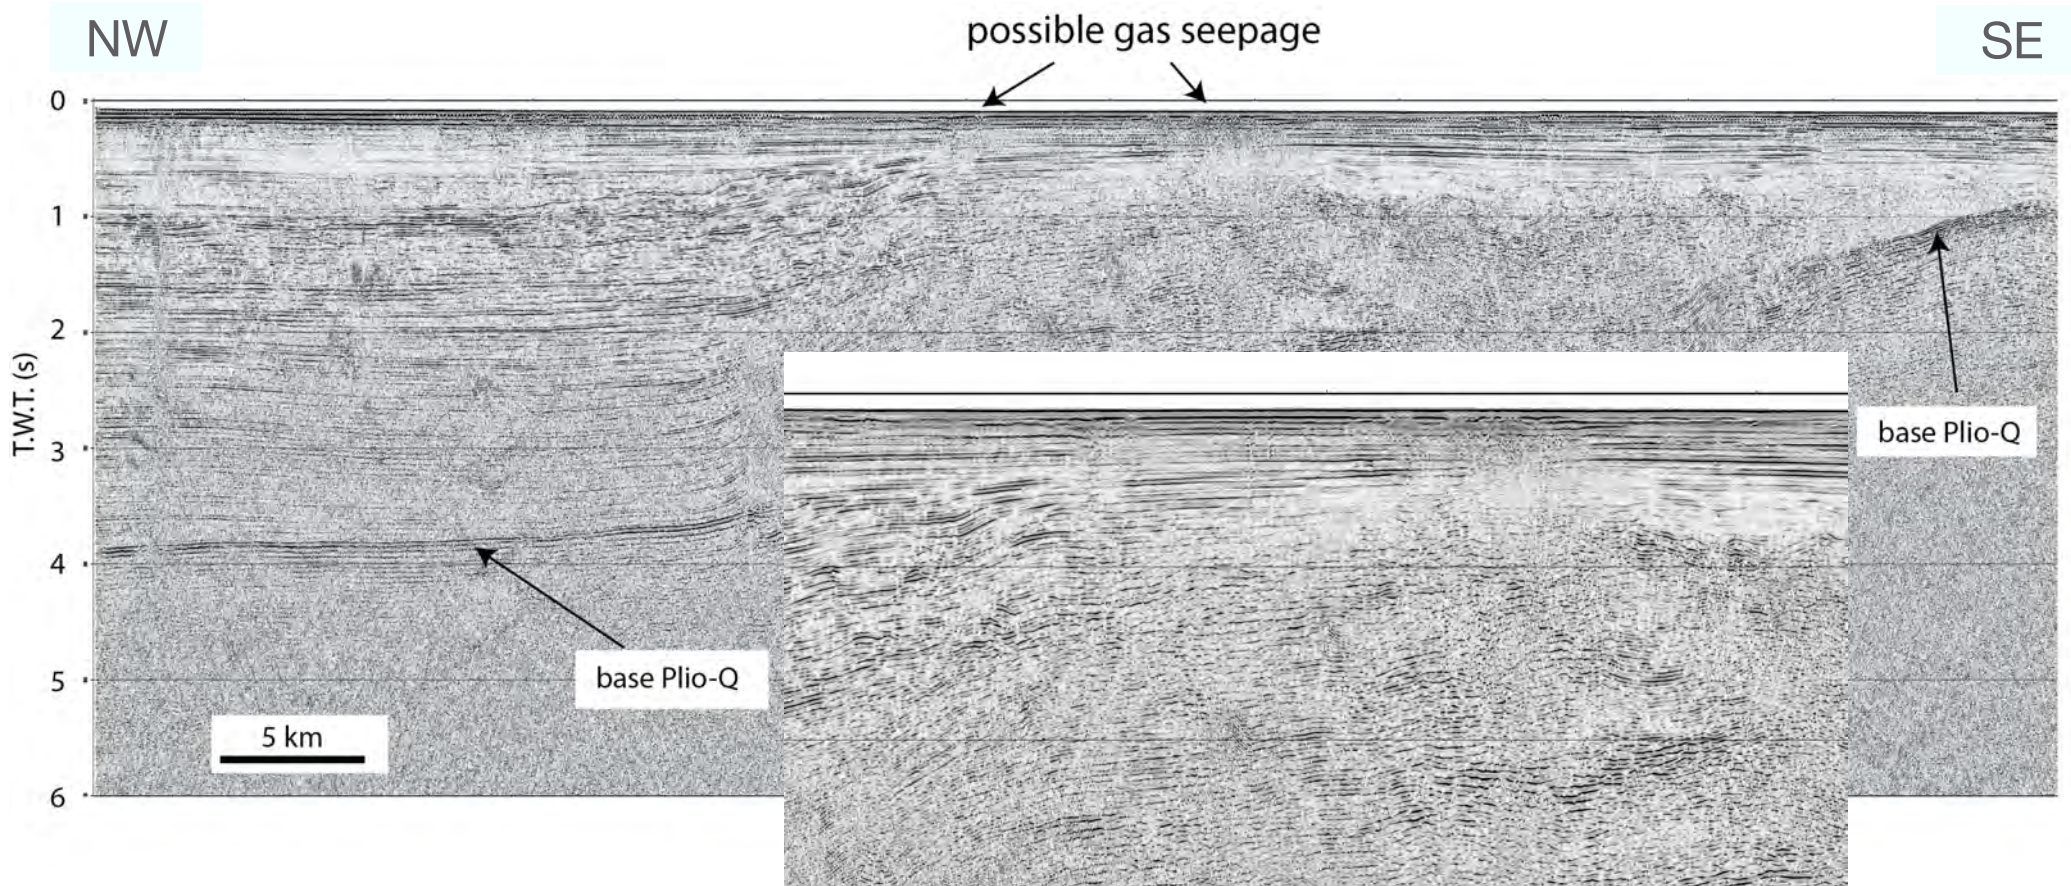 NW
possible gas seepage
SE
0
1
2
3
4
5
6
T.W.T. (s)
base Plio-Q
base Plio-Q
5 km